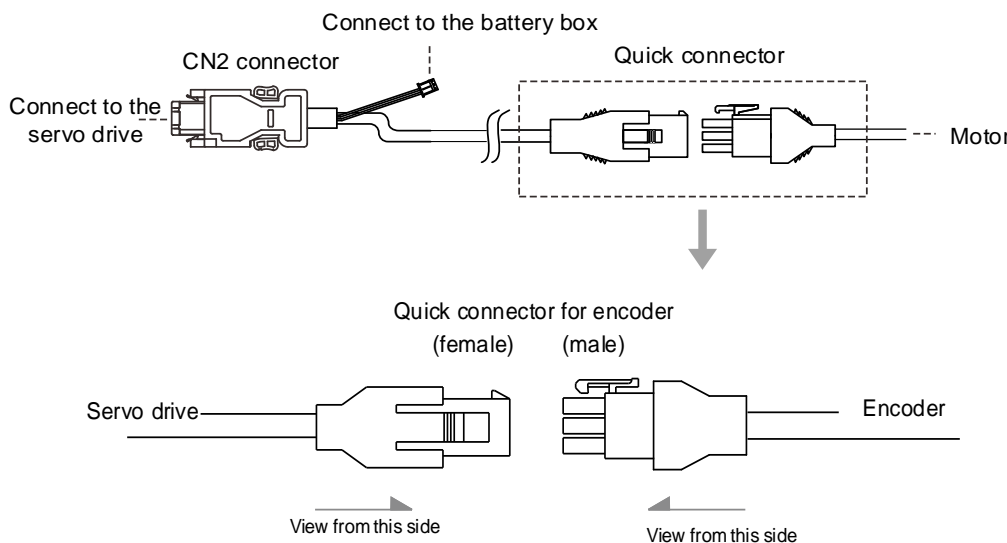 Connect to the battery box
CN2 connector
Quick connector
Connect to the
servo drive
Motor
Quick connector for encoder
(female) (male)
Servo drive
Encoder
View from this side
View from this side